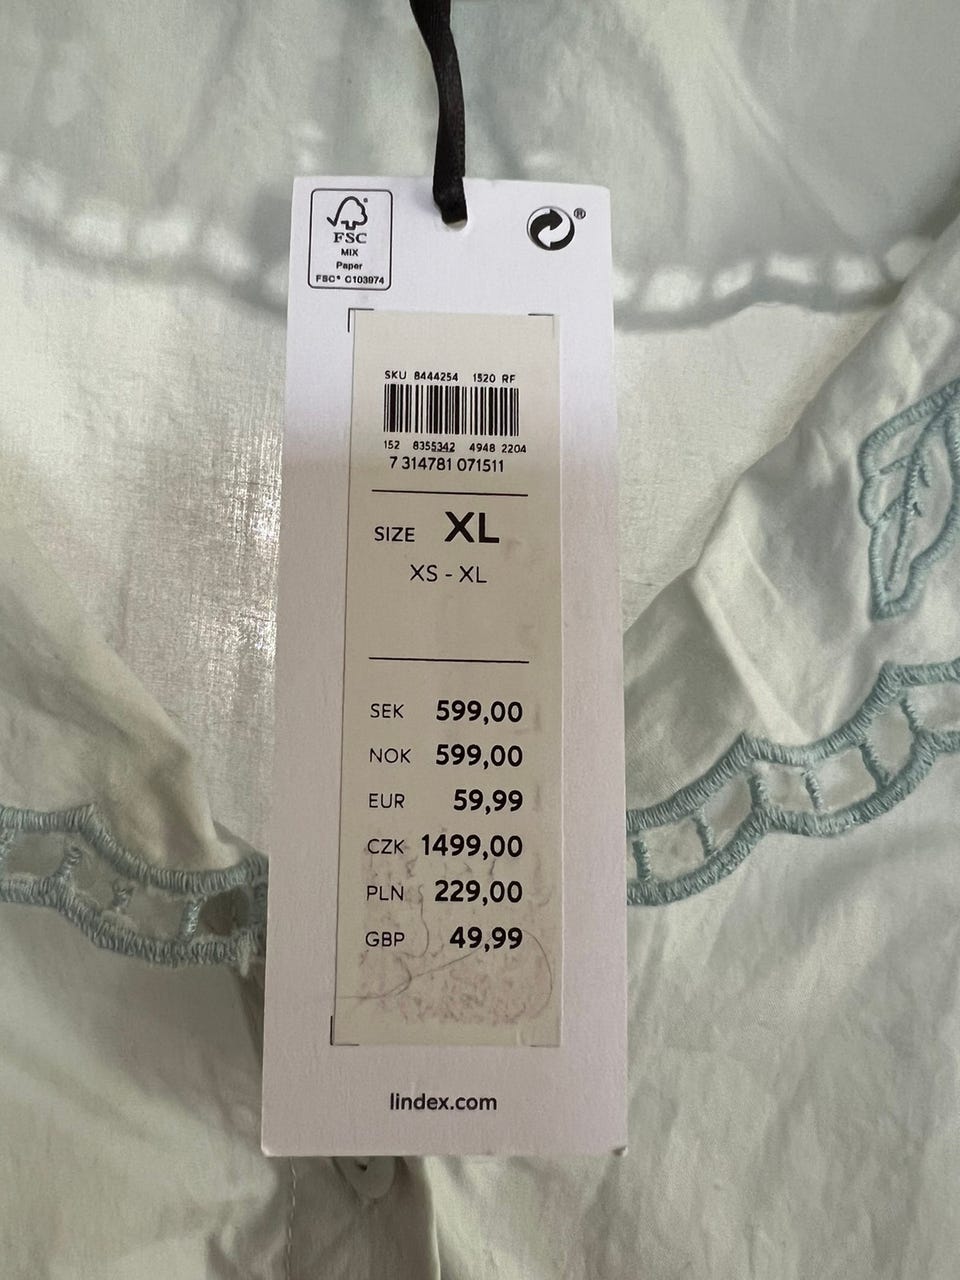 FSC
MIX
Paper
FSC® C103974
®
SKU 8444254 1520 RF
152 8355342 4948 2204
7 314781 071511
SIZE XL
XS - XL
SEK 599,00
NOK 599,00
EUR 59,99
CZK 1499,00
PLN 229,00
GBP 49,99
lindex.com